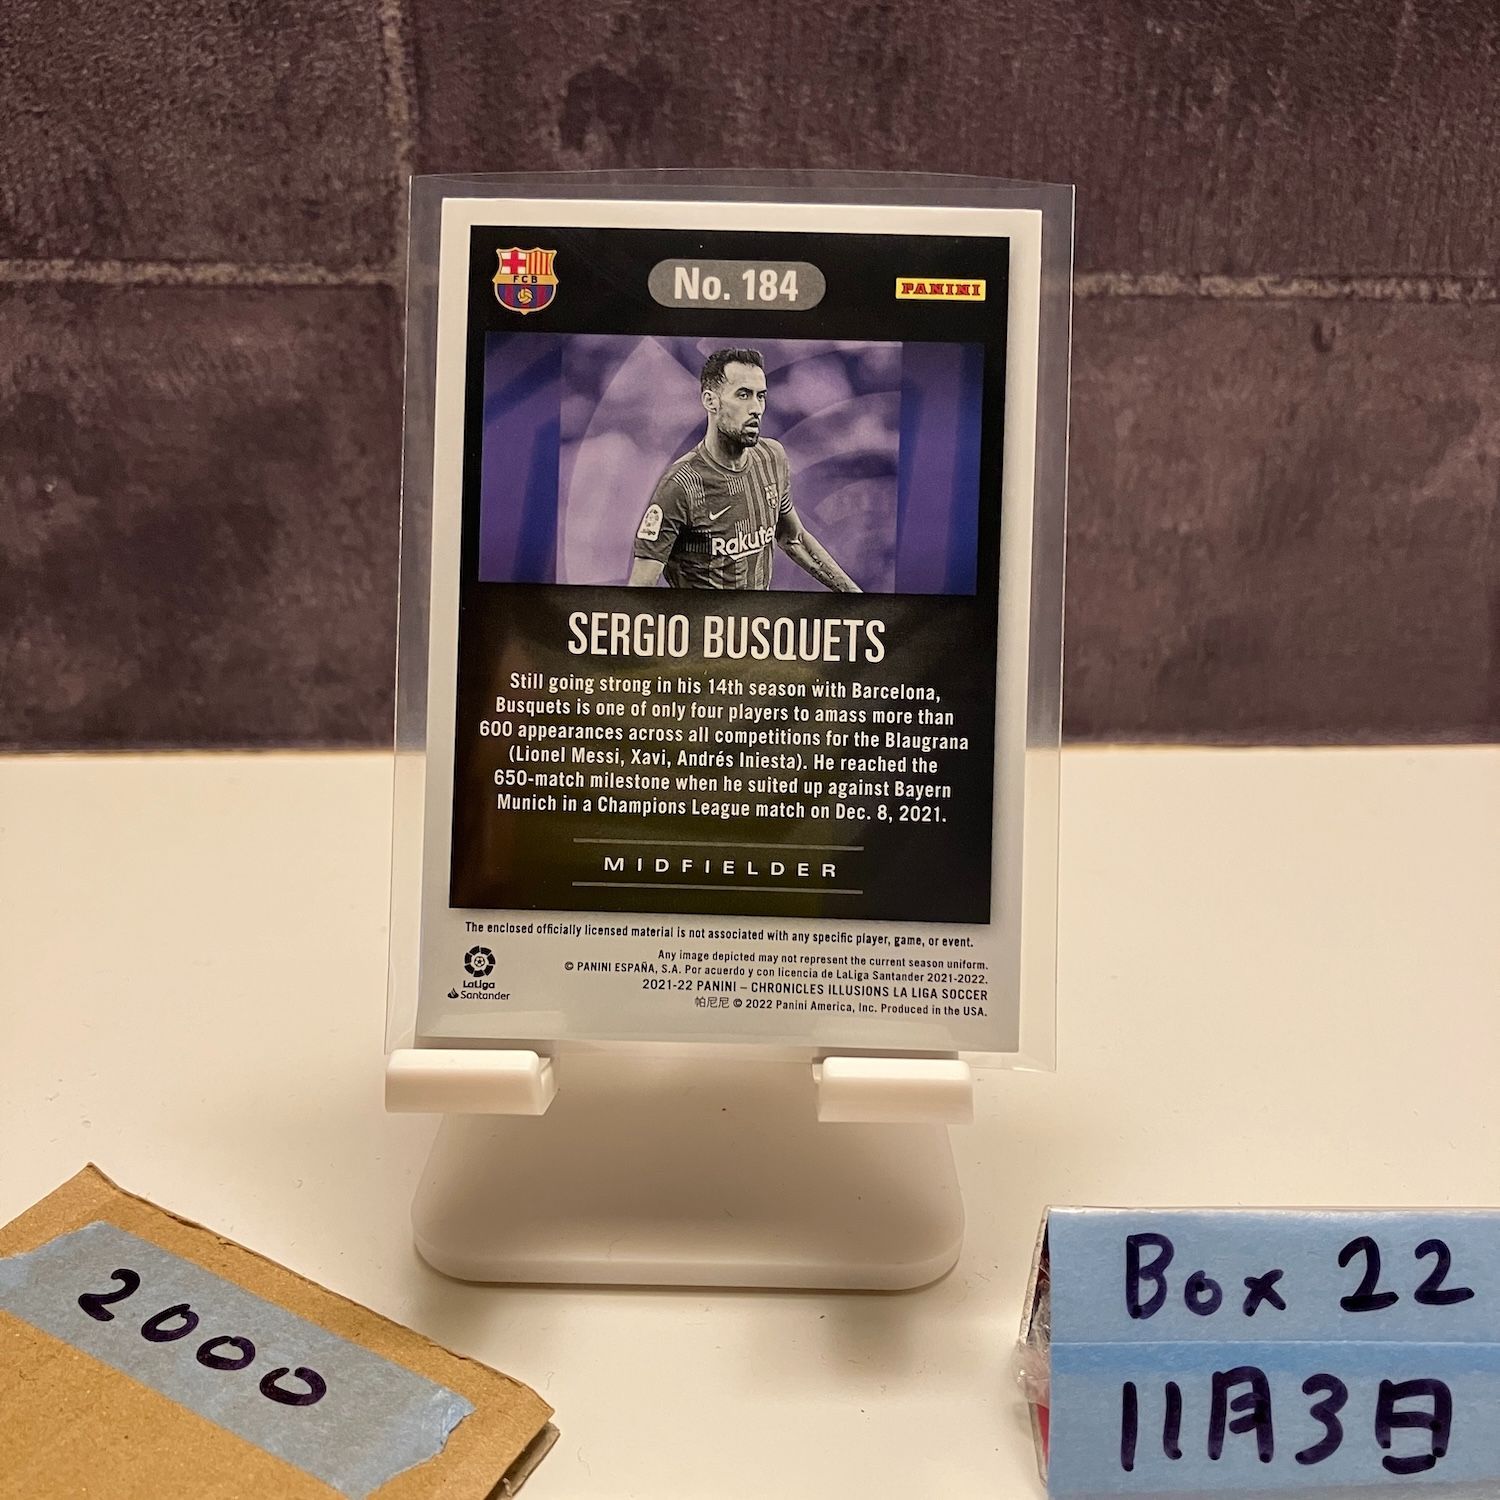 FCB
No. 184
PANINI
Rakuten
SERGIO BUSQUETS
Still going strong in his 14th season with Barcelona,
Busquets is one of only four players to amass more than
600 appearances across all competitions for the Blaugrana
(Lionel Messi, Xavi, Andrés Iniesta). He reached the
650-match milestone when he suited up against Bayern
Munich in a Champions League match on Dec. 8, 2021.
MIDFIELDER
The enclosed officially licensed material is not associated with any specific player, game, or event.
Any image depicted may not represent the current season uniform.
© PANINI ESPAÑA, S.A. Por acuerdo y con licencia de LaLiga Santander 2021-2022.
2021-22 PANINI – CHRONICLES ILLUSIONS LA LIGA SOCCER
帕尼尼 © 2022 Panini America, Inc. Produced in the USA.
LaLiga
Santander
2000
Box 22
11月3日